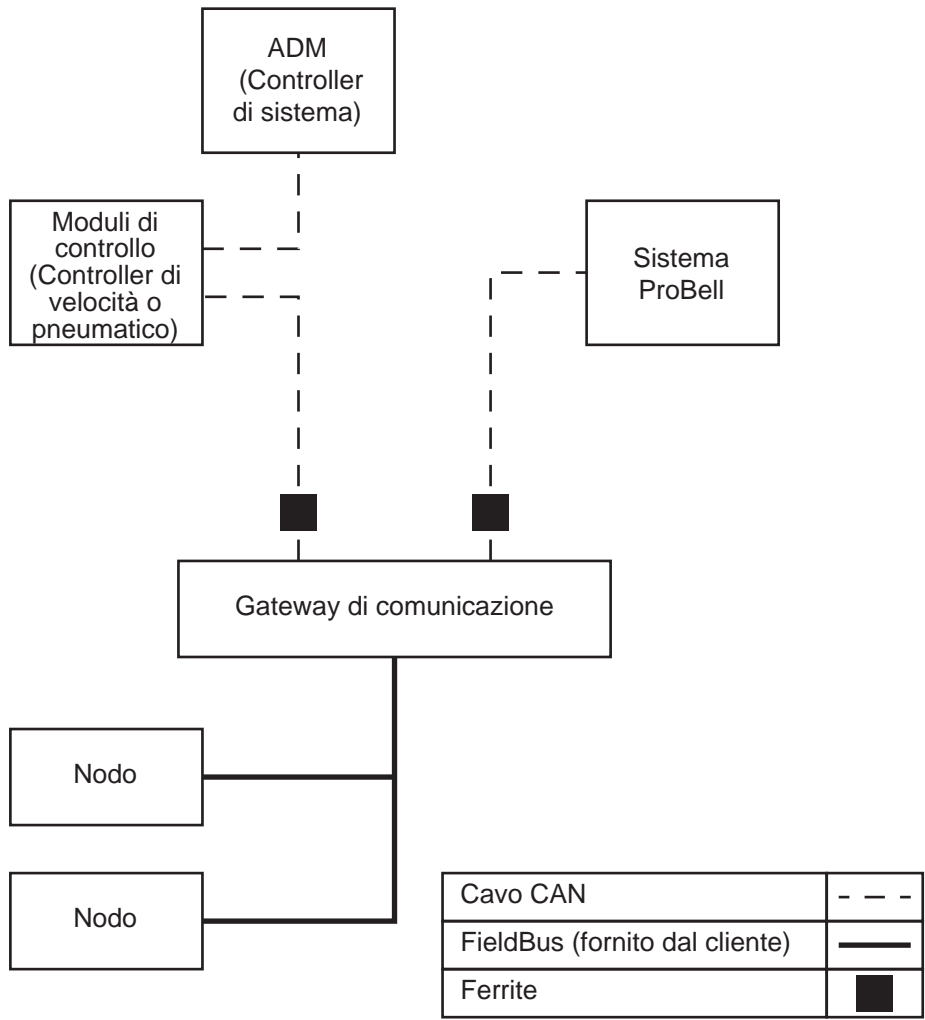 ADM
(Controller
di sistema)
Moduli di
controllo
(Controller di
velocità o
pneumatico)
Sistema
ProBell
Gateway di comunicazione
Nodo
Nodo
Cavo CAN
FieldBus (fornito dal cliente)
Ferrite